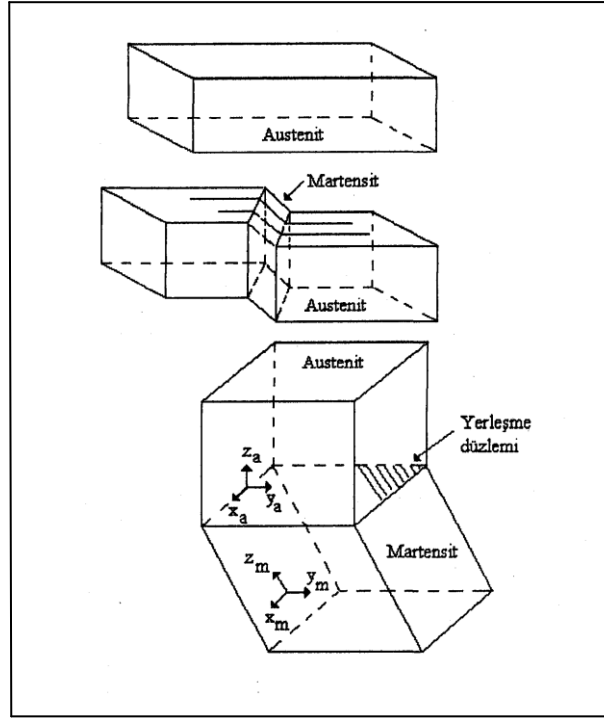 Austenit
Martensit
Austenit
Austenit
Yerleşme
düzlemi
z_a
x_a
y_a
Martensit
z_m
y_m
x_m